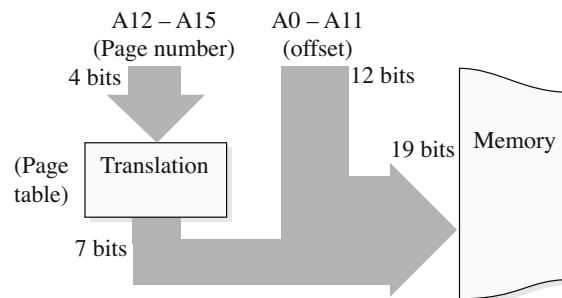 A12 – A15
(Page number)
A0 – A11
(offset)
4 bits
12 bits
(Page
table)
Translation
19 bits
Memory
7 bits